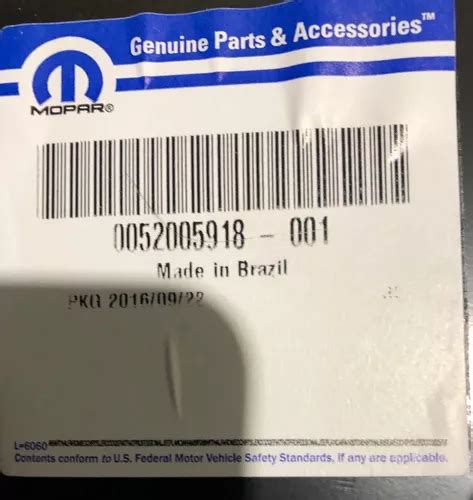 Genuine Parts & Accessories™
MOPAR®
0052005918 - 001
Made in Brazil
PKG 2016/09/22
L=6060
Contents conform to U.S. Federal Motor Vehicle Safety Standards, if any are applicable.